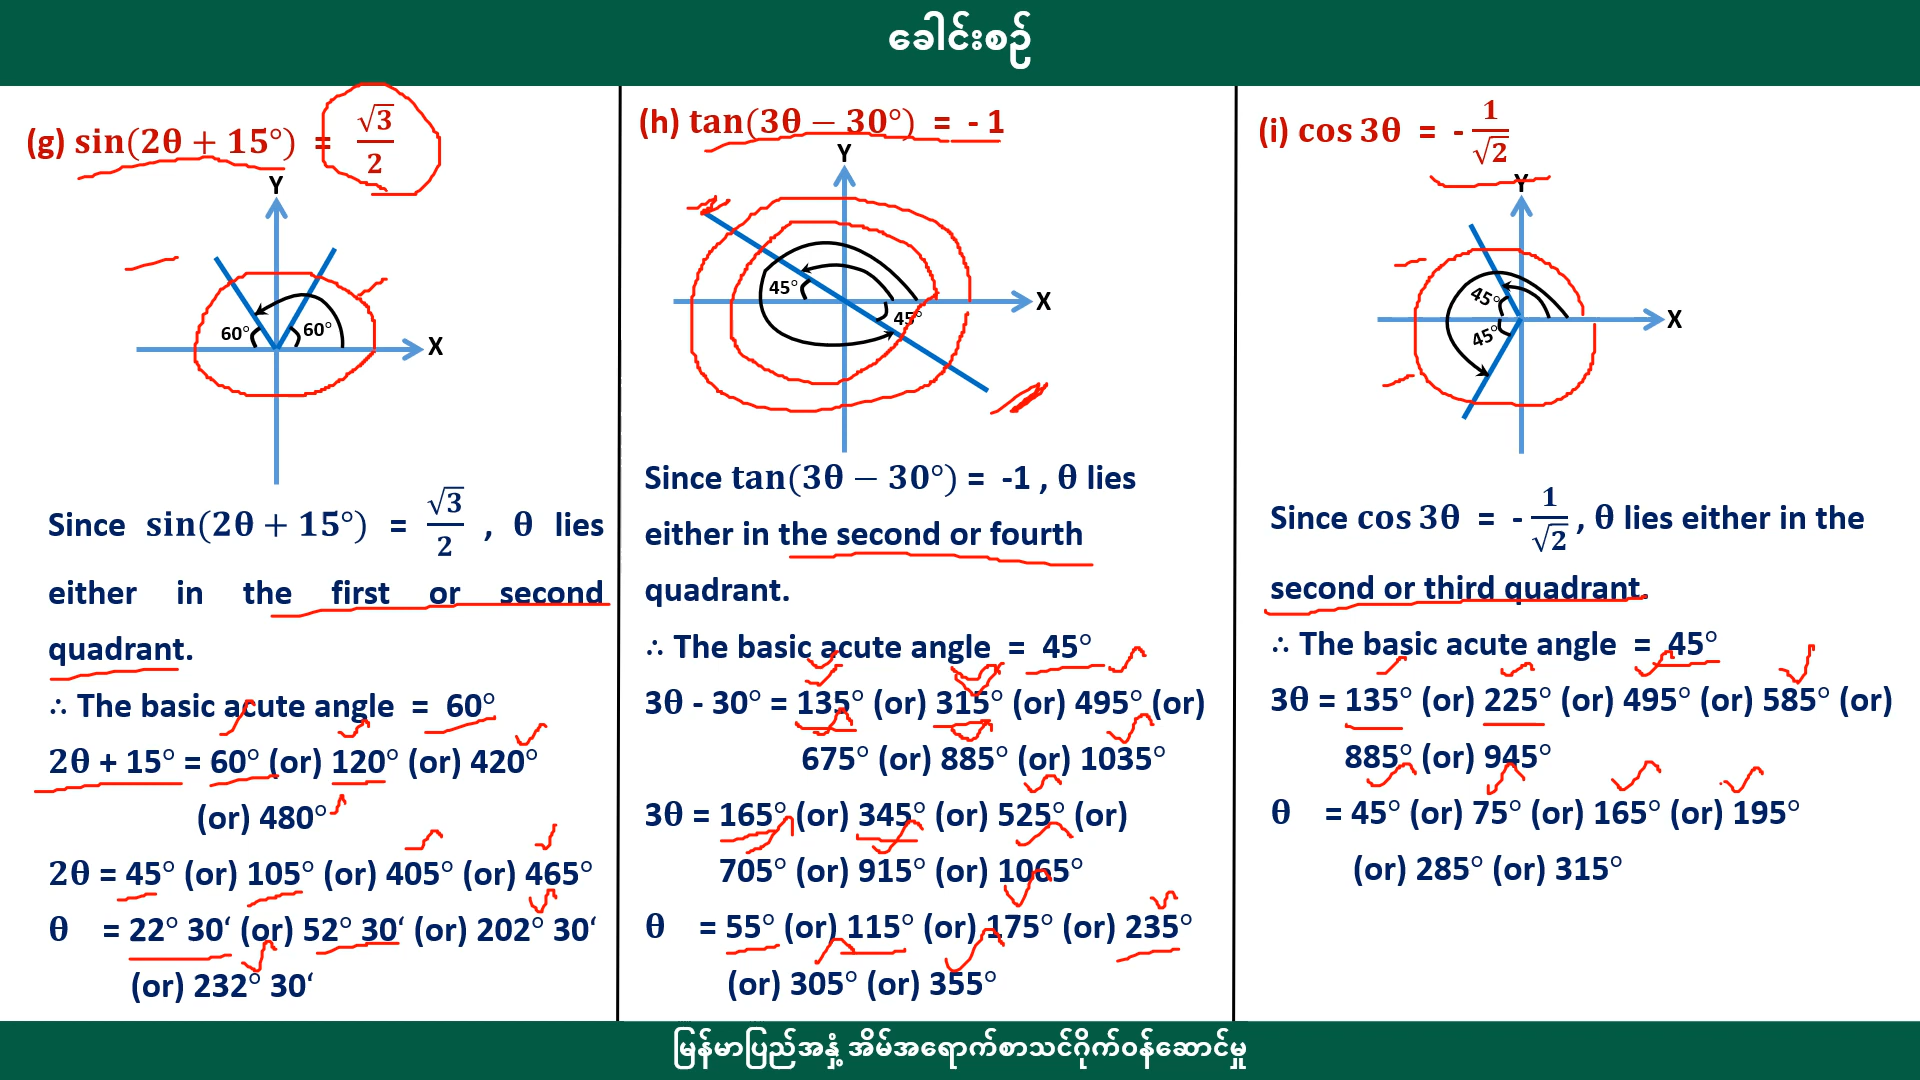 ခေါင်းစဉ်
(g) sin(2θ + 15°) = √3/2
Y
60° 60°
X
Since sin(2θ + 15°) = √3/2 , θ lies
either in the first or second
quadrant.
∴ The basic acute angle = 60°
2θ + 15° = 60° (or) 120° (or) 420°
(or) 480°
2θ = 45° (or) 105° (or) 405° (or) 465°
θ = 22° 30‘ (or) 52° 30‘ (or) 202° 30‘
(or) 232° 30‘
(h) tan(3θ − 30°) = - 1
Y
45°
X
45°
Since tan(3θ − 30°) = -1 , θ lies
either in the second or fourth
quadrant.
∴ The basic acute angle = 45°
3θ - 30° = 135° (or) 315° (or) 495° (or)
675° (or) 885° (or) 1035°
3θ = 165° (or) 345° (or) 525° (or)
705° (or) 915° (or) 1065°
θ = 55° (or) 115° (or) 175° (or) 235°
(or) 305° (or) 355°
(i) cos 3θ = - 1/√2
Y
45°
X
45°
Since cos 3θ = - 1/√2 , θ lies either in the
second or third quadrant.
∴ The basic acute angle = 45°
3θ = 135° (or) 225° (or) 495° (or) 585° (or)
885° (or) 945°
θ = 45° (or) 75° (or) 165° (or) 195°
(or) 285° (or) 315°
မြန်မာပြည်အနှံ့ အိမ်အရောက်စာသင်ဂိုက်ဝန်ဆောင်မှု